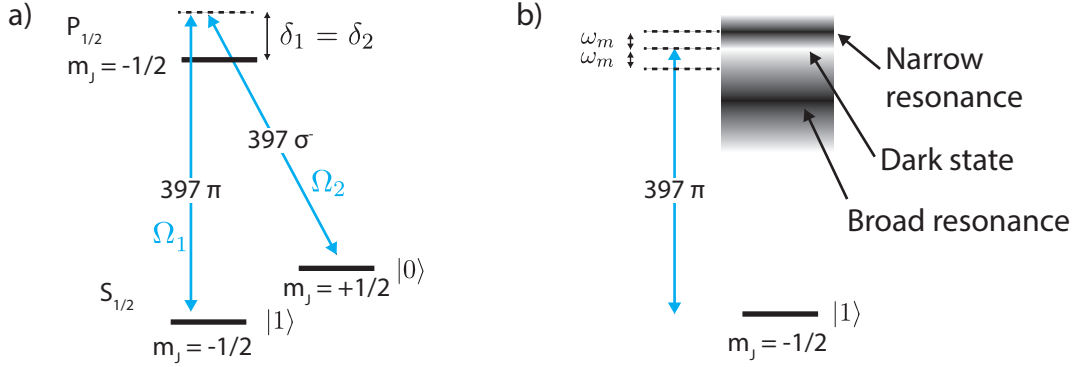 a)
P1/2
mJ = -1/2
δ1 = δ2
397 σ-
397 π
Ω1
Ω2
|0⟩
mJ = +1/2
S1/2
|1⟩
mJ = -1/2
b)
ωm
ωm
Narrow
resonance
Dark state
397 π
Broad resonance
|1⟩
mJ = -1/2